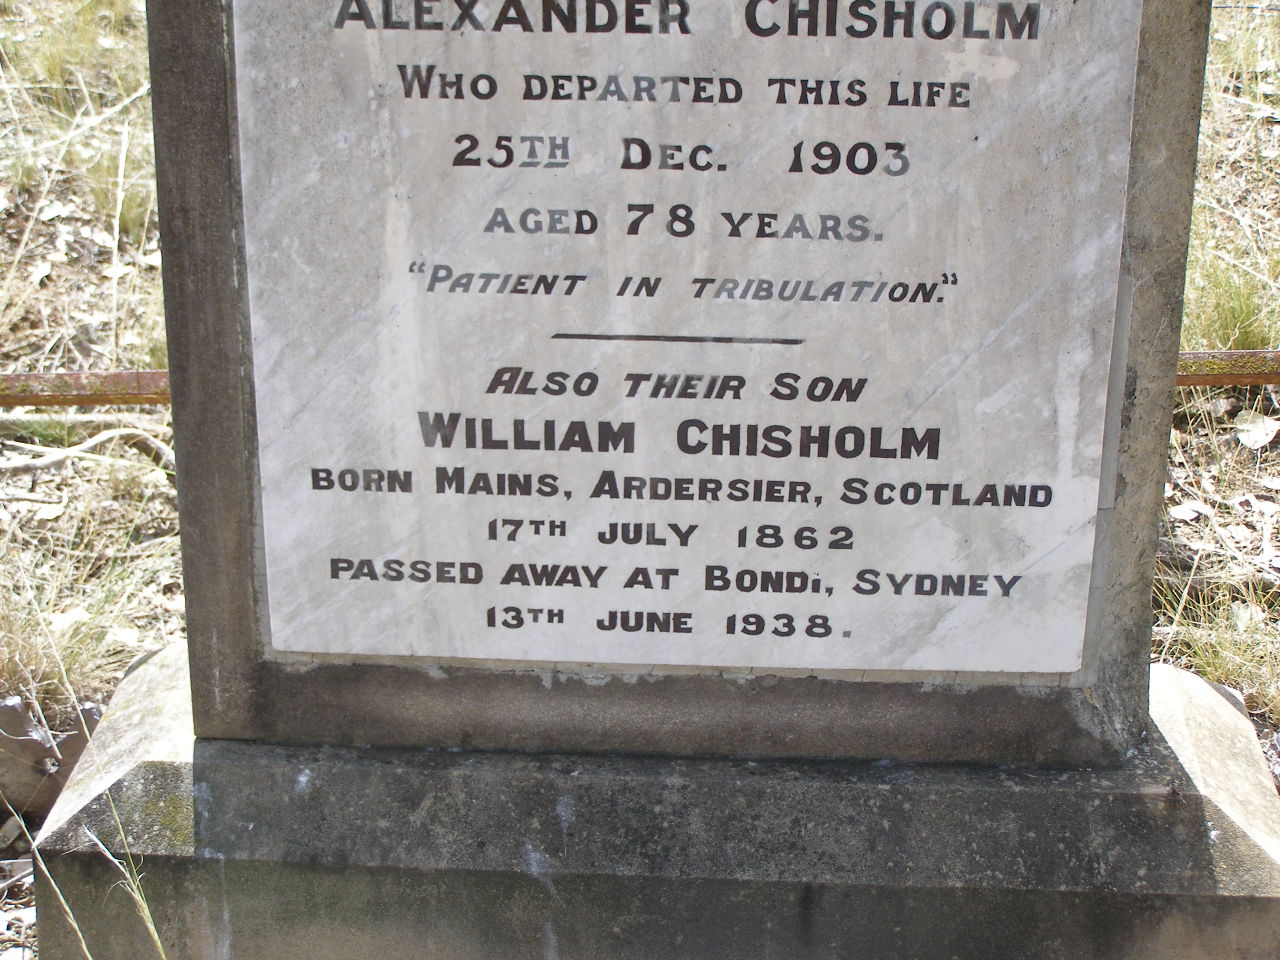 ALEXANDER CHISHOLM
WHO DEPARTED THIS LIFE
25TH DEC. 1903
AGED 78 YEARS.
"PATIENT IN TRIBULATION."
ALSO THEIR SON
WILLIAM CHISHOLM
BORN MAINS, ARDERSIER, SCOTLAND
17TH JULY 1862
PASSED AWAY AT BONDI, SYDNEY
13TH JUNE 1938.